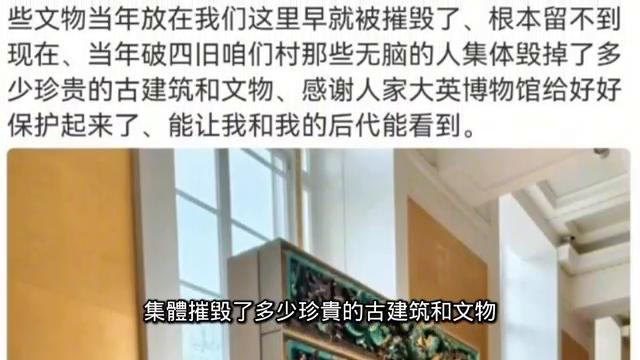 些文物当年放在我们这里早就被摧毁了、根本留不到
现在、当年破四旧咱们村那些无脑的人集体毁掉了多
少珍贵的古建筑和文物、感谢人家大英博物馆给好好
保护起来了、能让我和我的后代能看到。
集體摧毀了多少珍貴的古建筑和文物